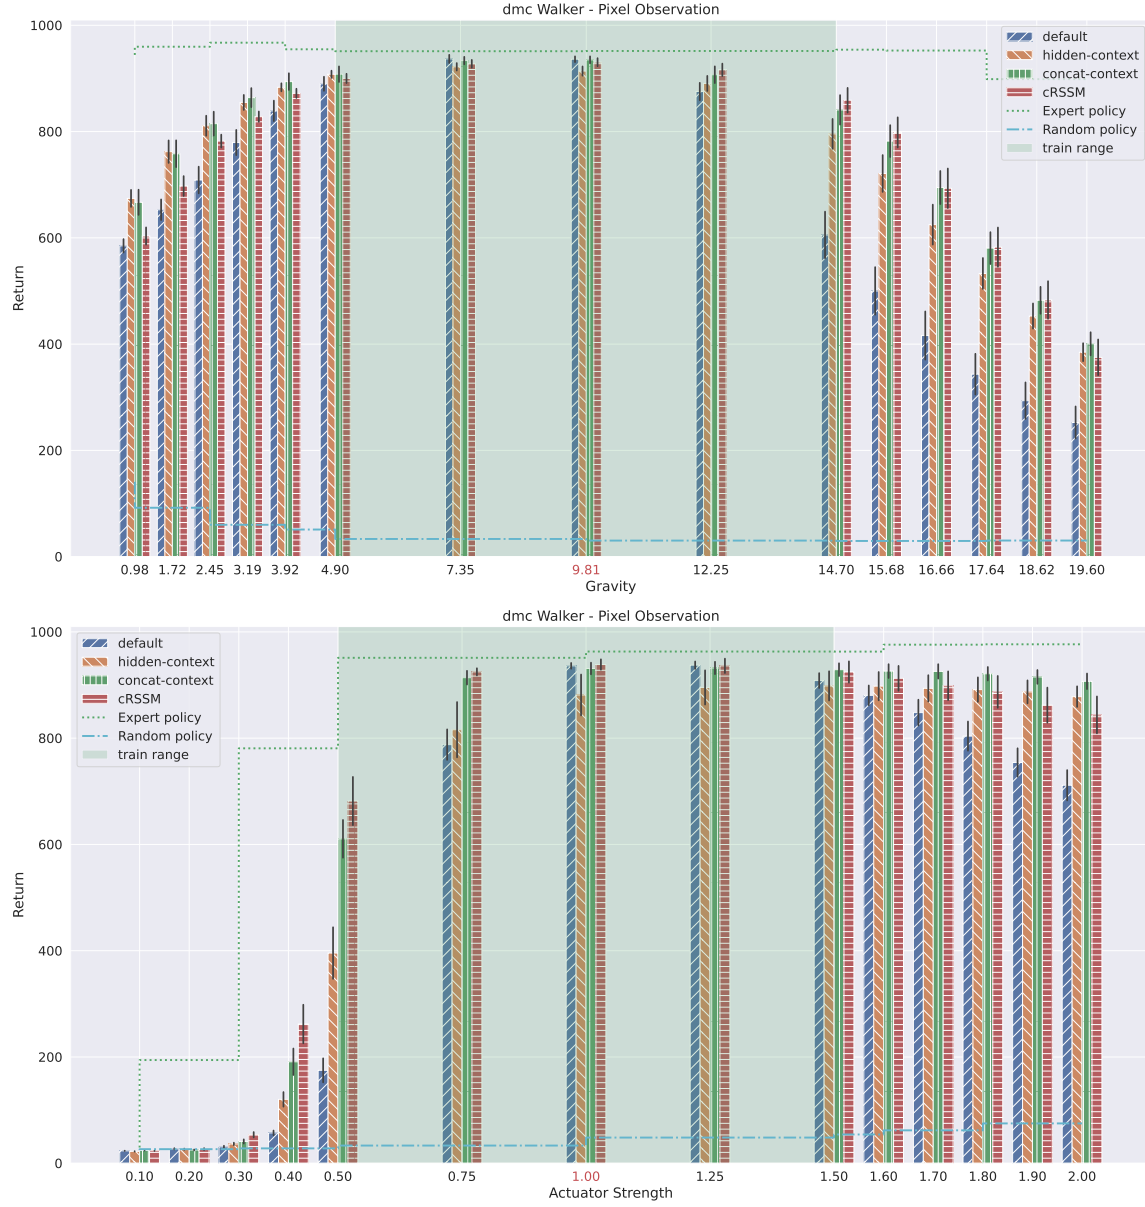 dmc Walker - Pixel Observation
1000
800
600
400
200
0
Return
default
hidden-context
concat-context
cRSSM
Expert policy
Random policy
train range
0.98 1.72 2.45 3.19 3.92 4.90 7.35 9.81 12.25 14.70 15.68 16.66 17.64 18.62 19.60
Gravity
dmc Walker - Pixel Observation
1000
800
600
400
200
0
Return
default
hidden-context
concat-context
cRSSM
Expert policy
Random policy
train range
0.10 0.20 0.30 0.40 0.50 0.75 1.00 1.25 1.50 1.60 1.70 1.80 1.90 2.00
Actuator Strength